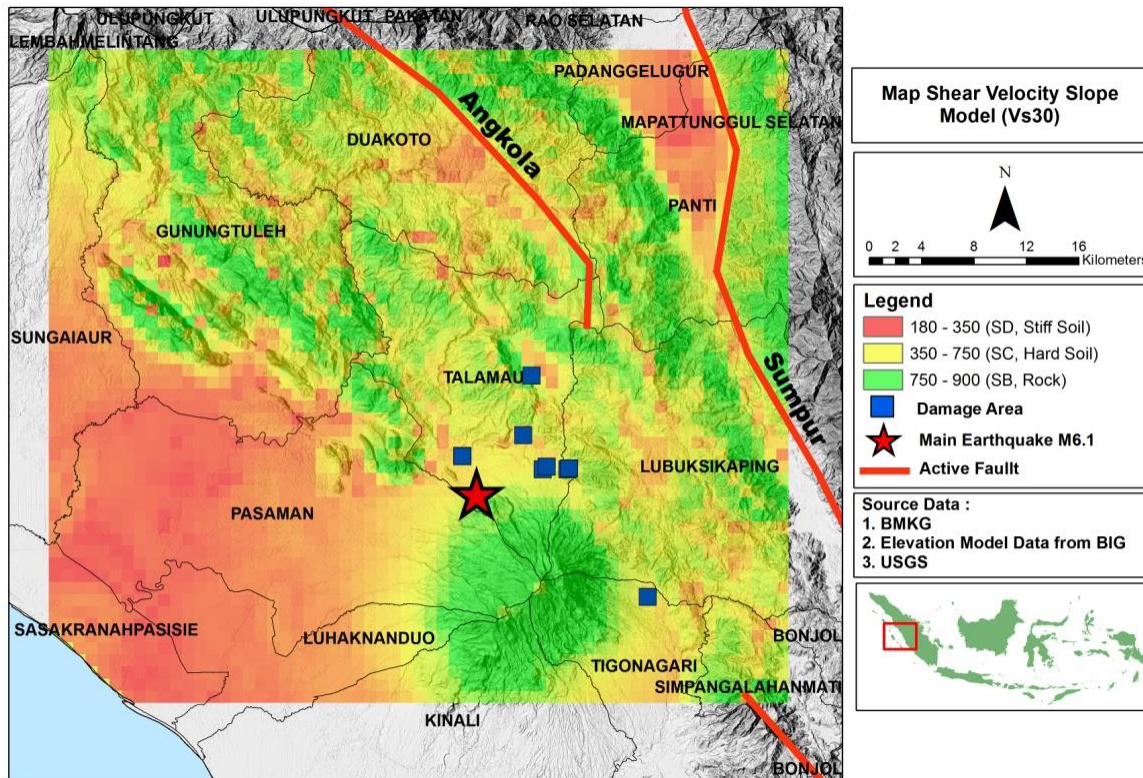 ULUPUNGKUT
ULUPUNGKUT PAKATAN
RAO SELATAN
LEMBAHMELINTANG
PADANGGELUGUR
Angkola
MAPATTUNGGUL SELATAN
DUAKOTO
PANTI
GUNUNGTULEH
SUNGAIAUR
TALAMAU
Sumpur
LUBUKSIKAPING
PASAMAN
SASAKRANAHPASISIE
LUHAKNANDUO
BONJOL
TIGONAGARI
SIMPANGALAHANMATI
KINALI
BONJOL
Map Shear Velocity Slope
Model (Vs30)
N
0 2 4 8 12 16
Kilometers
Legend
180 - 350 (SD, Stiff Soil)
350 - 750 (SC, Hard Soil)
750 - 900 (SB, Rock)
Damage Area
Main Earthquake M6.1
Active Faullt
Source Data :
1. BMKG
2. Elevation Model Data from BIG
3. USGS